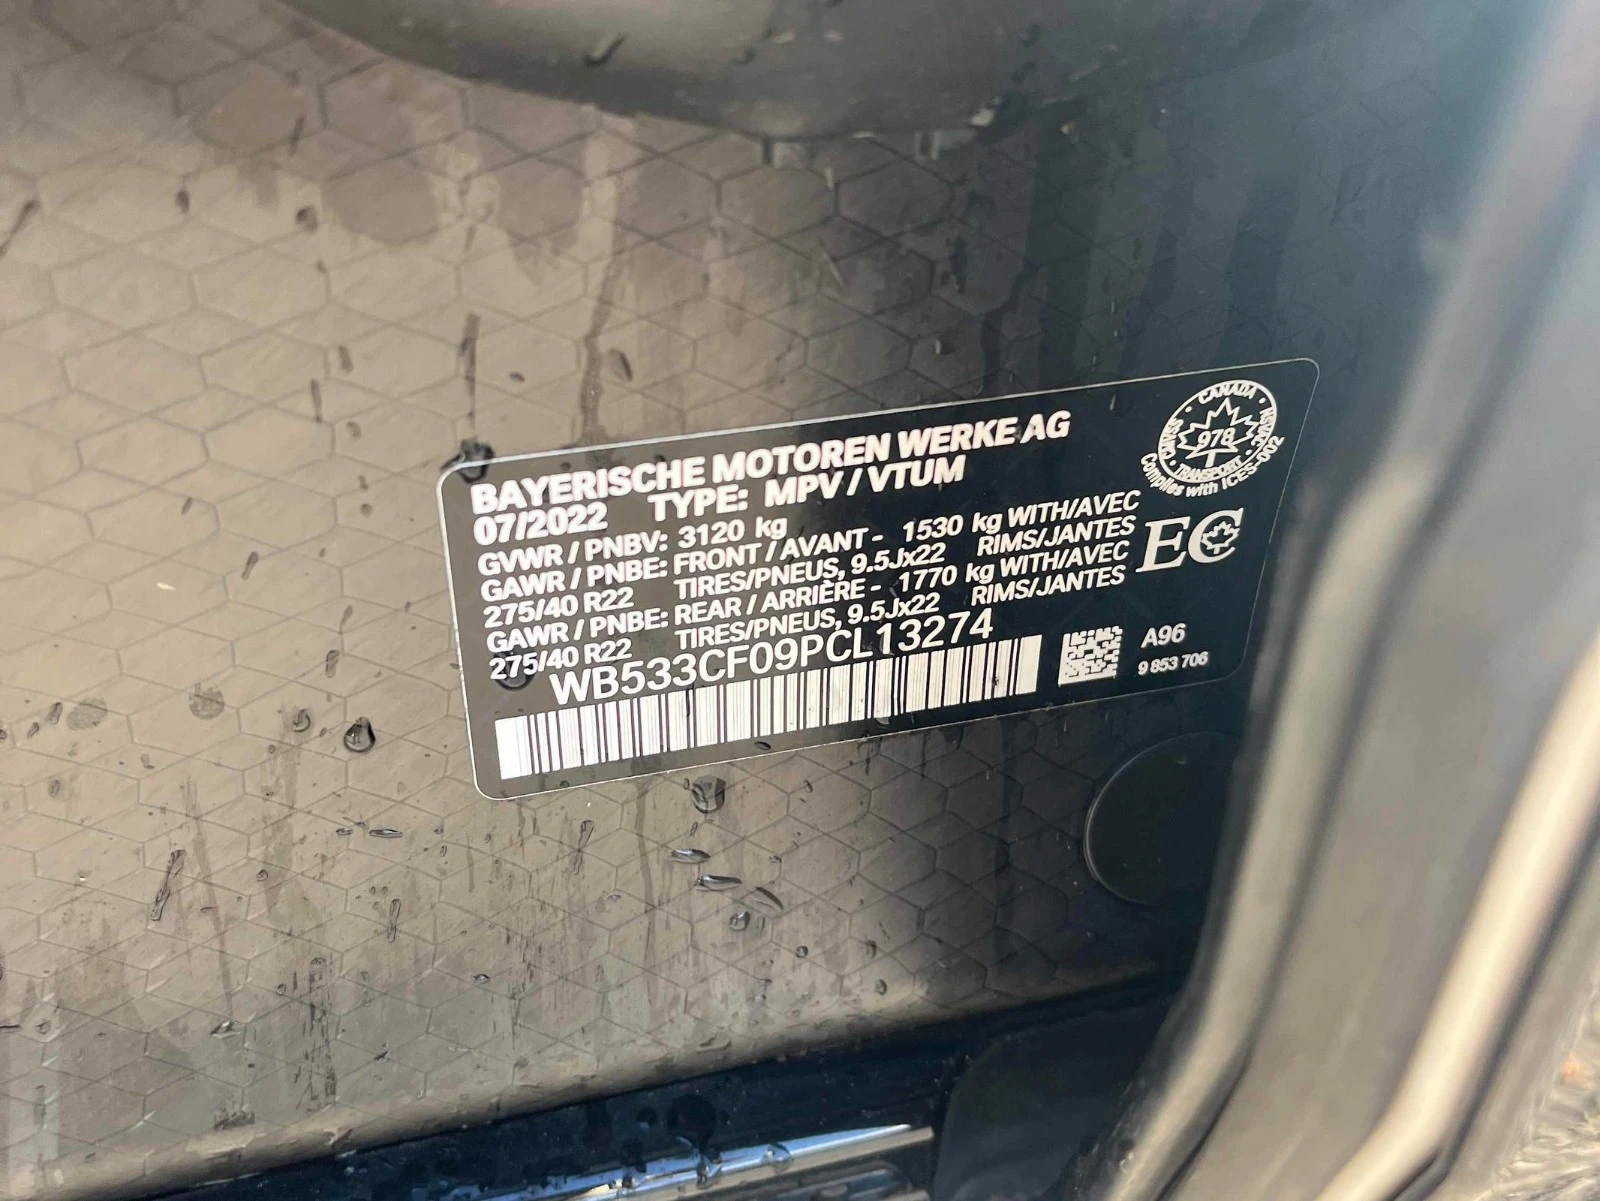 BAYERISCHE MOTOREN WERKE AG
07/2022 TYPE: MPV / VTUM
GVWR / PNBV: 3120 kg
GAWR / PNBE: FRONT / AVANT - 1530 kg WITH/AVEC
275/40 R22 TIRES/PNEUS, 9.5Jx22 RIMS/JANTES
GAWR / PNBE: REAR / ARRIÈRE - 1770 kg WITH/AVEC
275/40 R22 TIRES/PNEUS, 9.5Jx22 RIMS/JANTES
WB533CF09PCL13274
CANADA
978
TRANSPORT
Complies with ICES-002
EC
A96
9 853 706